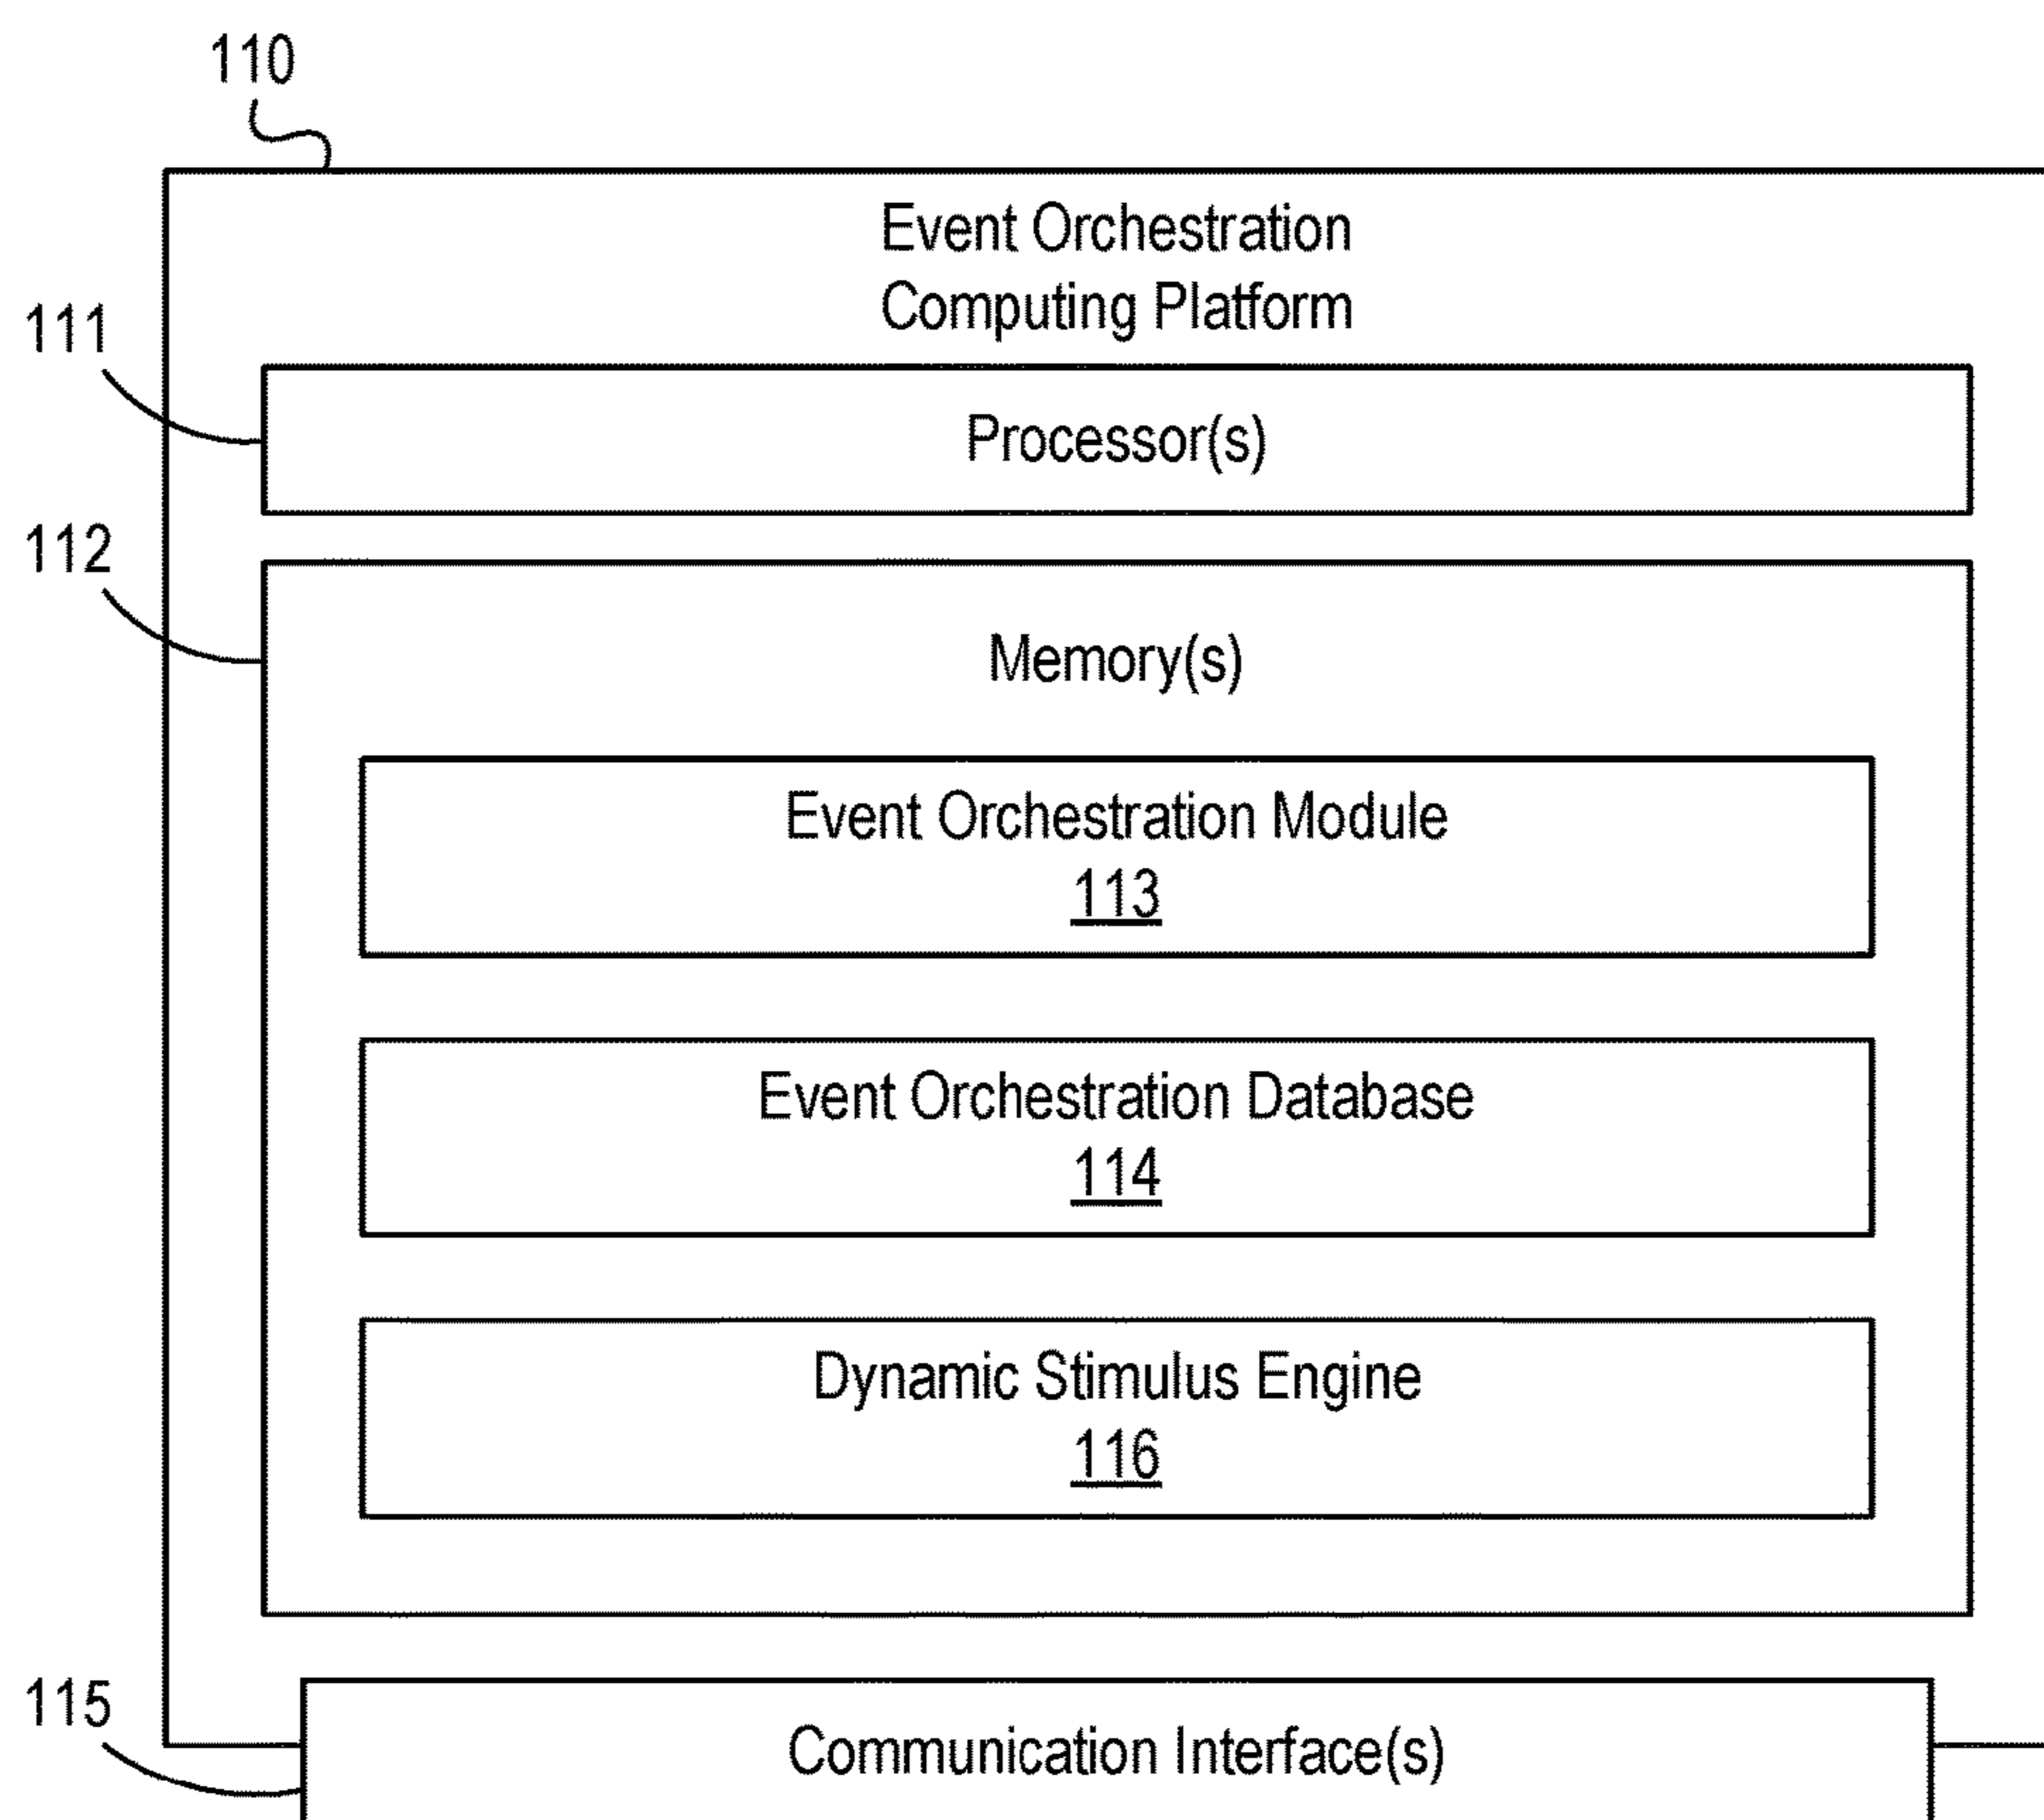 110
Event Orchestration
Computing Platform
111
Processor(s)
112
Memory(s)
Event Orchestration Module
113
Event Orchestration Database
114
Dynamic Stimulus Engine
116
115
Communication Interface(s)